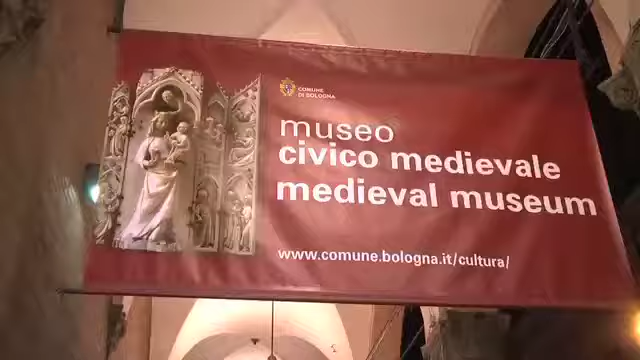 COMUNE
DI BOLOGNA
museo
civico medievale
medieval museum
www.comune.bologna.it/cultura/